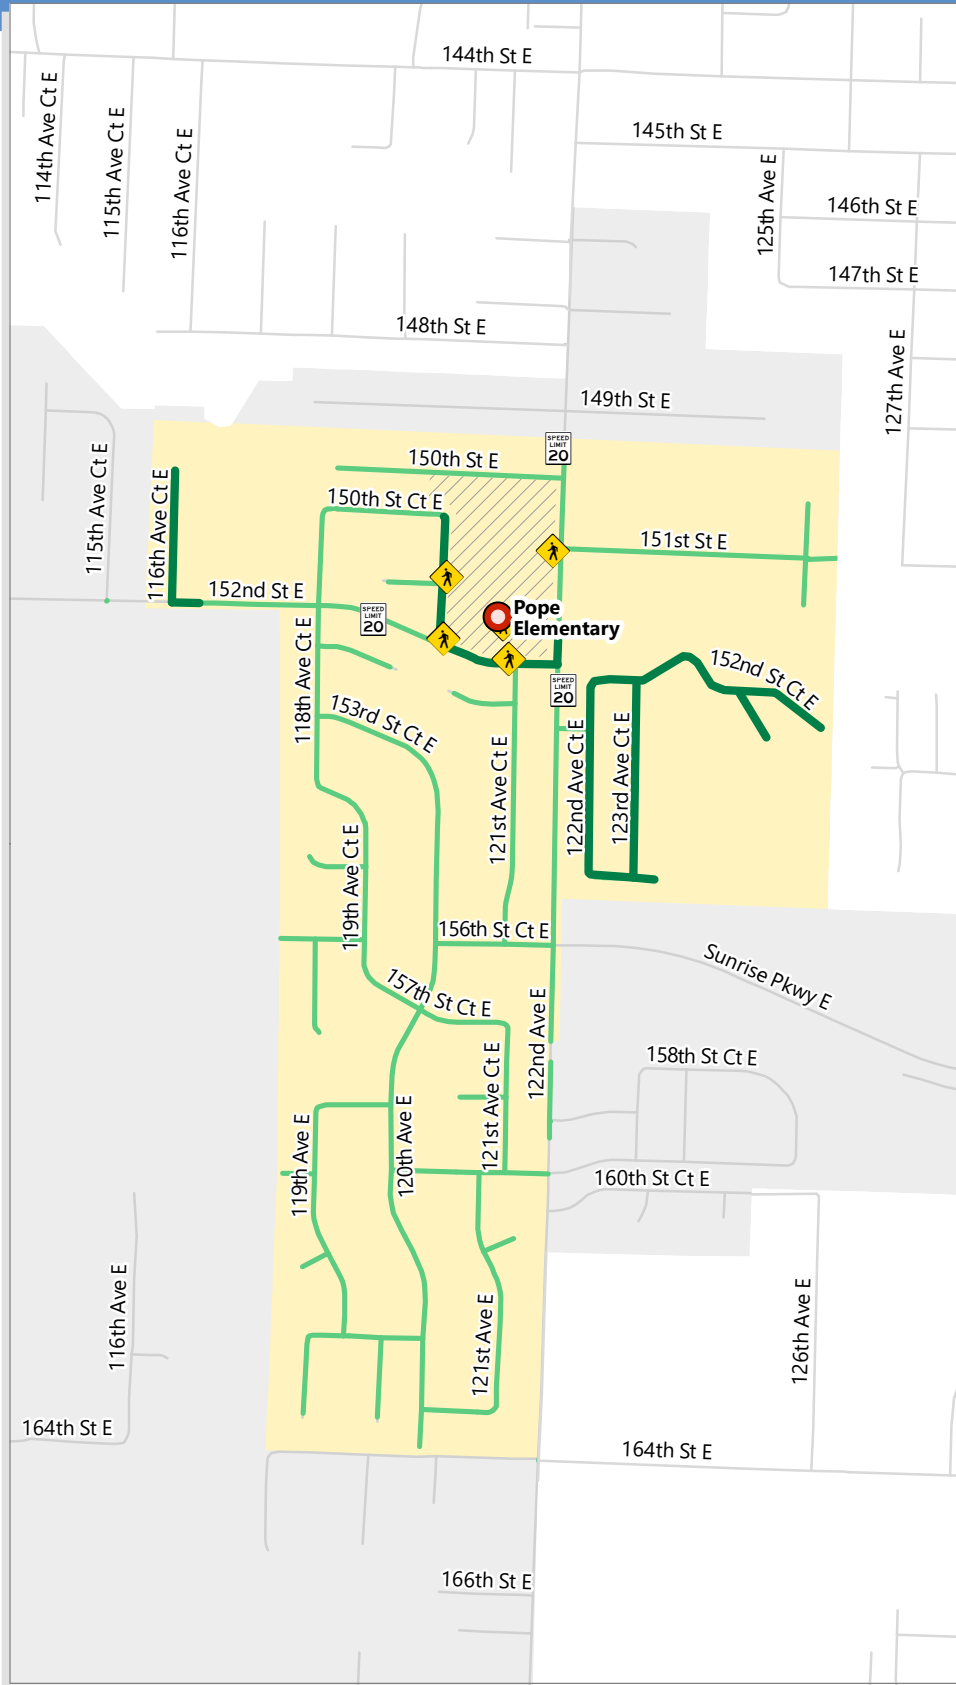 144th St E
114th Ave Ct E
115th Ave Ct E
116th Ave Ct E
145th St E
125th Ave E
146th St E
147th St E
148th St E
127th Ave E
149th St E
SPEED
LIMIT
20
115th Ave Ct E
116th Ave Ct E
150th St E
150th St Ct E
151st St E
152nd St E
SPEED
LIMIT
20
Pope
Elementary
118th Ave Ct E
153rd St Ct E
SPEED
LIMIT
20
152nd St Ct E
121st Ave Ct E
122nd Ave Ct E
123rd Ave Ct E
119th Ave Ct E
156th St Ct E
Sunrise Pkwy E
157th St Ct E
122nd Ave E
158th St Ct E
121st Ave Ct E
119th Ave E
120th Ave E
160th St Ct E
116th Ave E
121st Ave E
126th Ave E
164th St E
164th St E
166th St E